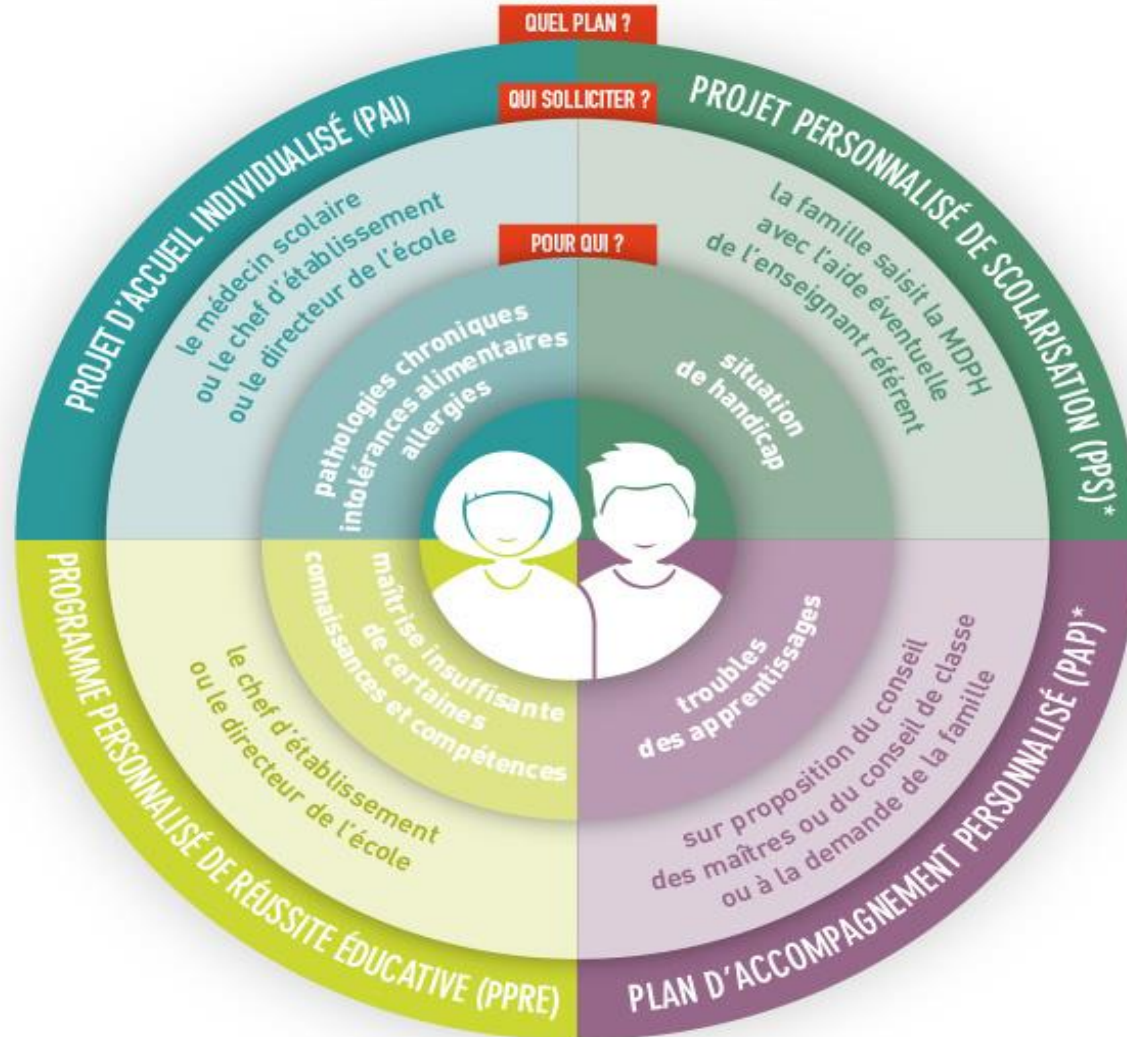 QUEL PLAN ?
QUI SOLLICITER ?
POUR QUI ?
PROJET D'ACCUEIL INDIVIDUALISÉ (PAI)
le médecin scolaire
ou le chef d'établissement
ou le directeur de l'école
pathologies chroniques
intolérances alimentaires
allergies
PROJET PERSONNALISÉ DE SCOLARISATION (PPS)*
la famille saisit la MDPH
avec l'aide éventuelle
de l'enseignant référent
situation
de handicap
PROGRAMME PERSONNALISÉ DE RÉUSSITE ÉDUCATIVE (PPRE)
le chef d'établissement
ou le directeur de l'école
maîtrise insuffisante
de certaines
connaissances et compétences
PLAN D'ACCOMPAGNEMENT PERSONNALISÉ (PAP)*
sur proposition du conseil
des maîtres ou du conseil de classe
ou à la demande de la famille
troubles
des apprentissages